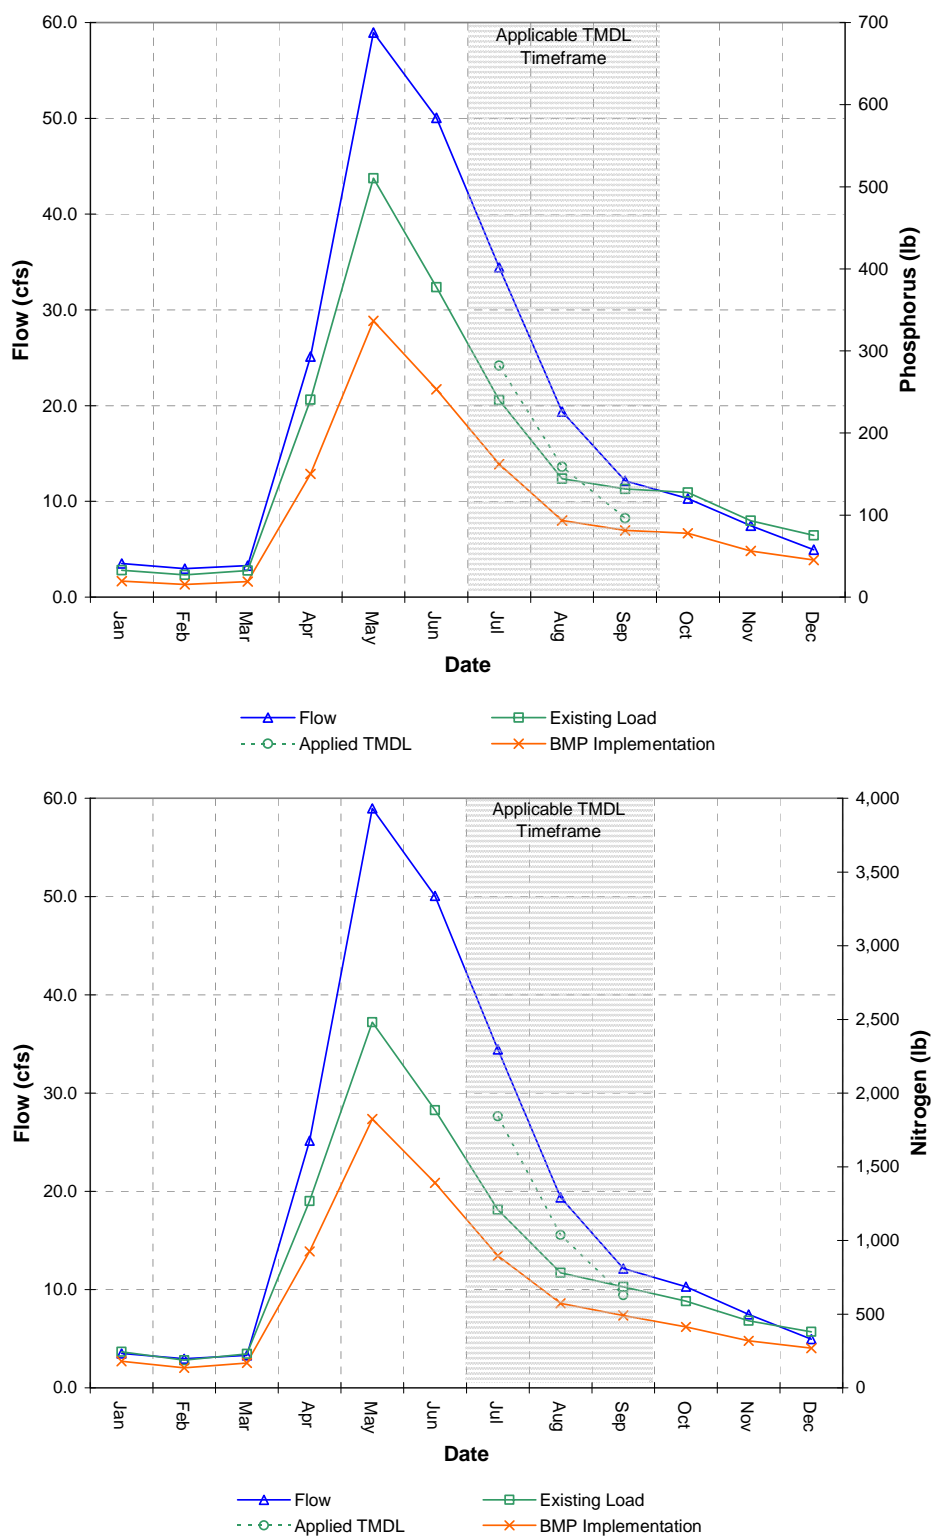 60.0
50.0
40.0
30.0
20.0
10.0
0.0
Flow (cfs)
Applicable TMDL
Timeframe
700
600
500
400
300
200
100
0
Phosphorus (lb)
Jan
Feb
Mar
Apr
May
Jun
Jul
Aug
Sep
Oct
Nov
Dec
Date
Flow
Existing Load
Applied TMDL
BMP Implementation
60.0
50.0
40.0
30.0
20.0
10.0
0.0
Flow (cfs)
Applicable TMDL
Timeframe
4,000
3,500
3,000
2,500
2,000
1,500
1,000
500
0
Nitrogen (lb)
Jan
Feb
Mar
Apr
May
Jun
Jul
Aug
Sep
Oct
Nov
Dec
Date
Flow
Existing Load
Applied TMDL
BMP Implementation